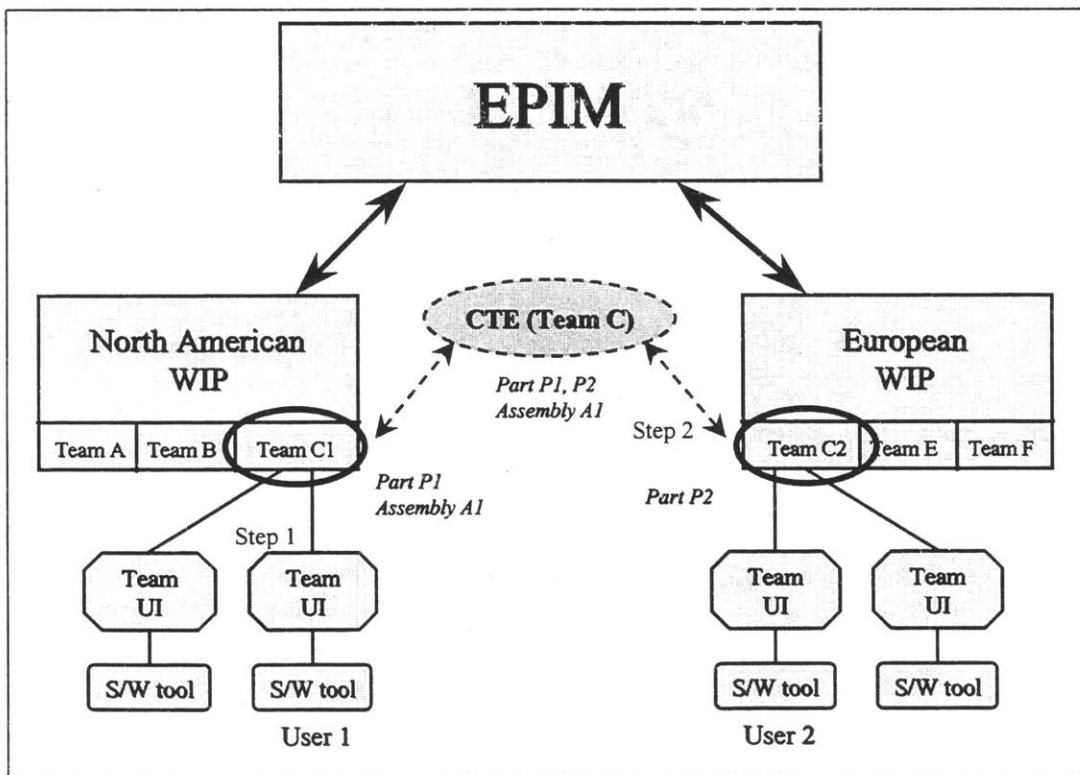 EPIM
North American
WIP
CTE (Team C)
European
WIP
Part P1, P2
Assembly A1
Team A
Team B
Team C1
Step 2
Team C2
Team E
Team F
Part P1
Assembly A1
Part P2
Step 1
Team
UI
Team
UI
Team
UI
Team
UI
S/W tool
S/W tool
S/W tool
S/W tool
User 1
User 2